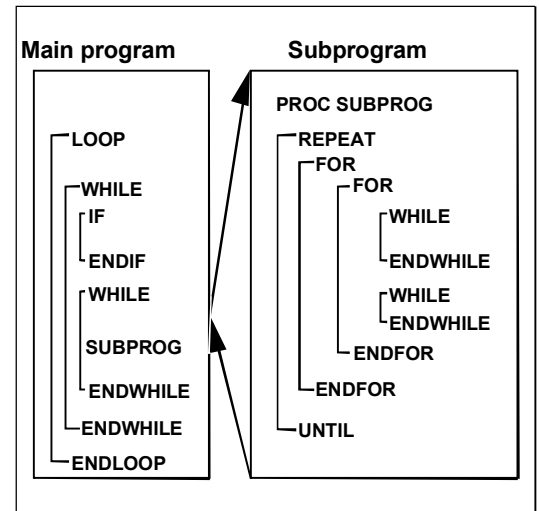 Main program
LOOP
WHILE
IF
ENDIF
WHILE
SUBPROG
ENDWHILE
ENDWHILE
ENDLOOP
Subprogram
PROC SUBPROG
REPEAT
FOR
FOR
WHILE
ENDWHILE
WHILE
ENDWHILE
ENDFOR
ENDFOR
UNTIL